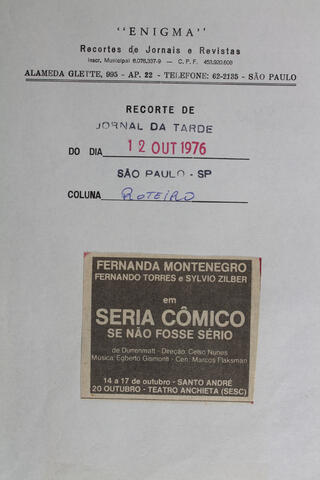 "ENIGMA"
Recortes de Jornais e Revistas
Inscr. Municipal 6.076.337-9 — C. P. F. 453.920.608
ALAMEDA GLETTE, 995 - AP. 22 - TELEFONE: 62-2135 - SÃO PAULO
RECORTE DE
JORNAL DA TARDE
DO DIA 12 OUT 1976
SÃO PAULO - SP
COLUNA ROTEIRO
FERNANDA MONTENEGRO
FERNANDO TORRES e SYLVIO ZILBER
em
SERIA CÔMICO
SE NÃO FOSSE SÉRIO
de Durrenmatt - Direção: Celso Nunes
Música: Egberto Gismonti - Cen: Marcos Flaksman
14 a 17 de outubro - SANTO ANDRÉ
20 OUTUBRO - TEATRO ANCHIETA (SESC)